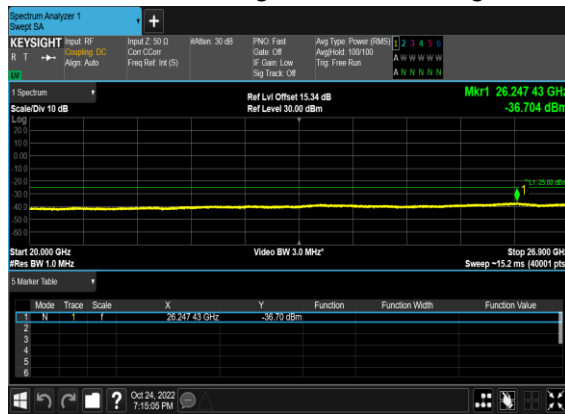 Spectrum Analyzer 1
Swept SA
+
KEYSIGHT Input: RF Input Z: 50 Ω #Atten: 30 dB PNO: Fast Avg Type: Power (RMS) 1 2 3 4 5 6
R T Coupling: DC Corr CCorr Gate: Off Avg|Hold: 100/100 A W W W W W
Align: Auto Freq Ref: Int (S) IF Gain: Low Trig: Free Run
Sig Track: Off A N N N N N
LW
1 Spectrum Ref Lvl Offset 15.34 dB Mkr1 26.247 43 GHz
Scale/Div 10 dB Ref Level 30.00 dBm -36.704 dBm
Log
20.0
10.0
0.00
-10.0
-20.0
DL1 -25.00 dBm
1
-30.0
-40.0
-50.0
-60.0
Start 20.000 GHz Video BW 3.0 MHz* Stop 26.900 GHz
#Res BW 1.0 MHz Sweep ~15.2 ms (40001 pts
5 Marker Table
Mode Trace Scale X Y Function Function Width Function Value
1 N 1 f 26.247 43 GHz -36.70 dBm
2
3
4
5
6
? Oct 24, 2022
7:15:05 PM